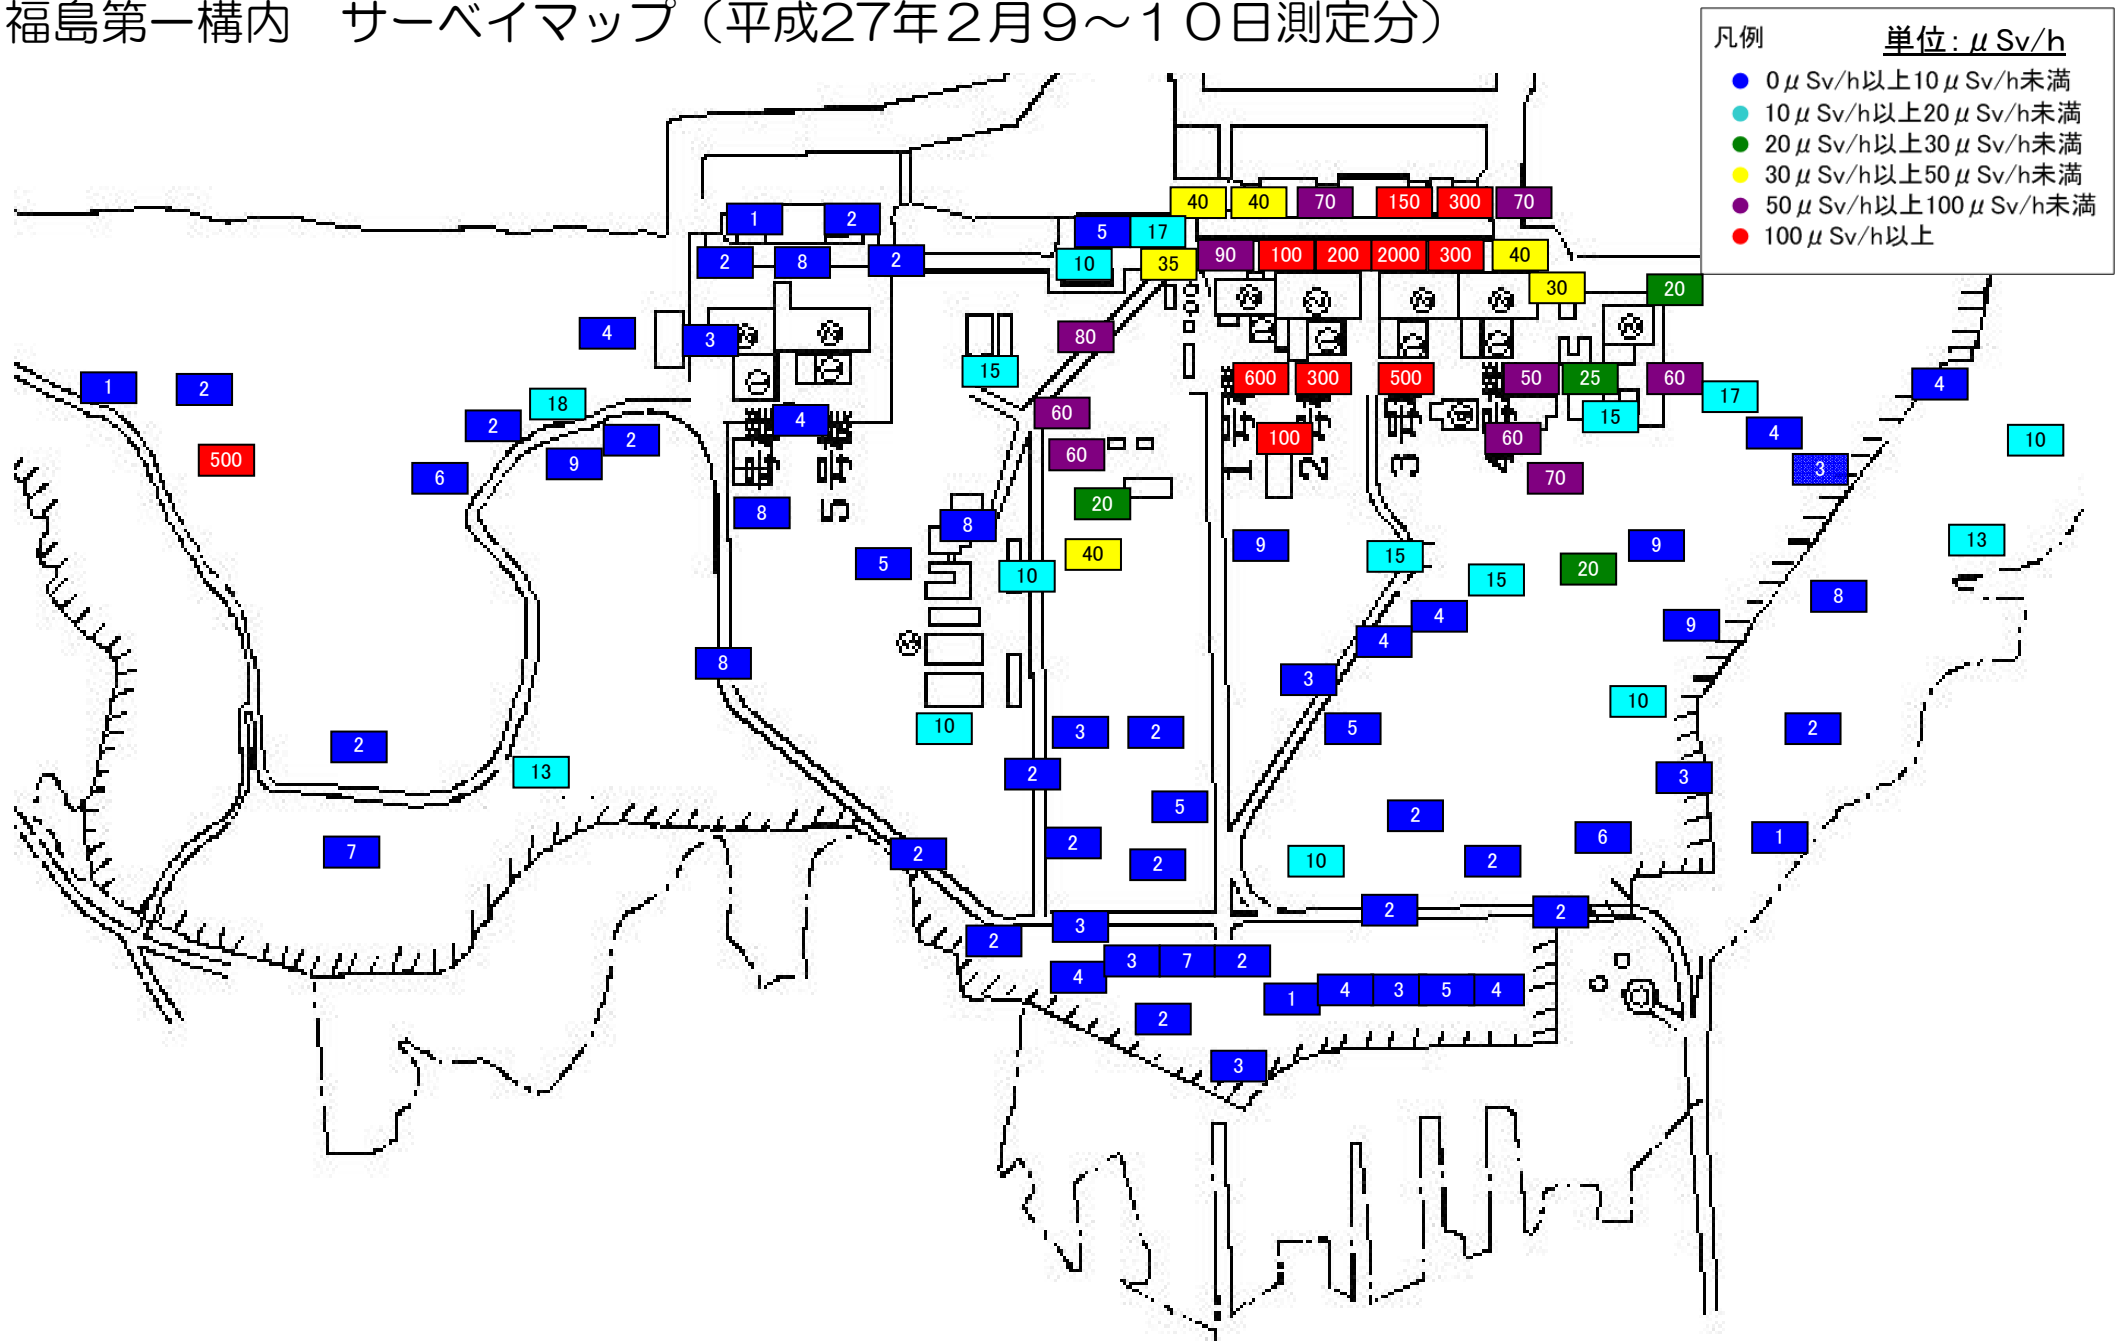 福島第一構内 サーベイマップ（平成27年２月９～１０日測定分）
凡例 単位:μSv/h
0μSv/h以上10μSv/h未満
10μSv/h以上20μSv/h未満
20μSv/h以上30μSv/h未満
30μSv/h以上50μSv/h未満
50μSv/h以上100μSv/h未満
100μSv/h以上
40 40 70 150 300 70
1 2 5 17
2 8 2 10 35 90 100 200 2000 300 40
30 20
4 3 80
15 600 300 500 50 25 60
1 2 18 17 4
2 4 60 15
2 9 100 60 4 10
500 6 60 70 3
8 20
8 5 40 9 15 9 13
10 15 20 8
4 9
8 4
3 10
10 3 2 5 2
2 13 2 3
5 2 6 1
7 2 2 2 10 2
2 3 2 2
4 3 7 2
1 4 3 5 4
2
3